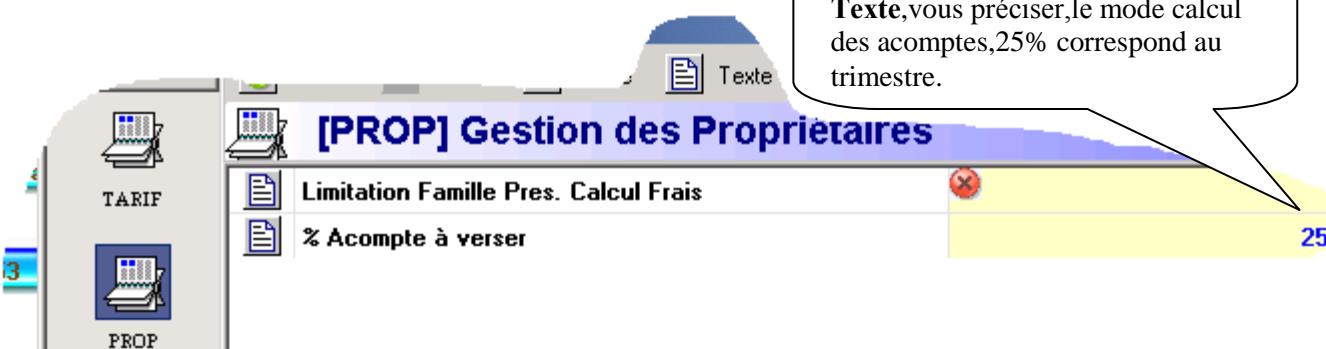 Texte,vous préciser,le mode calcul
des acomptes,25% correspond au
trimestre.
Texte
[PROP] Gestion des Propriétaires
TARIF
Limitation Famille Pres. Calcul Frais
% Acompte à verser
25
PROP